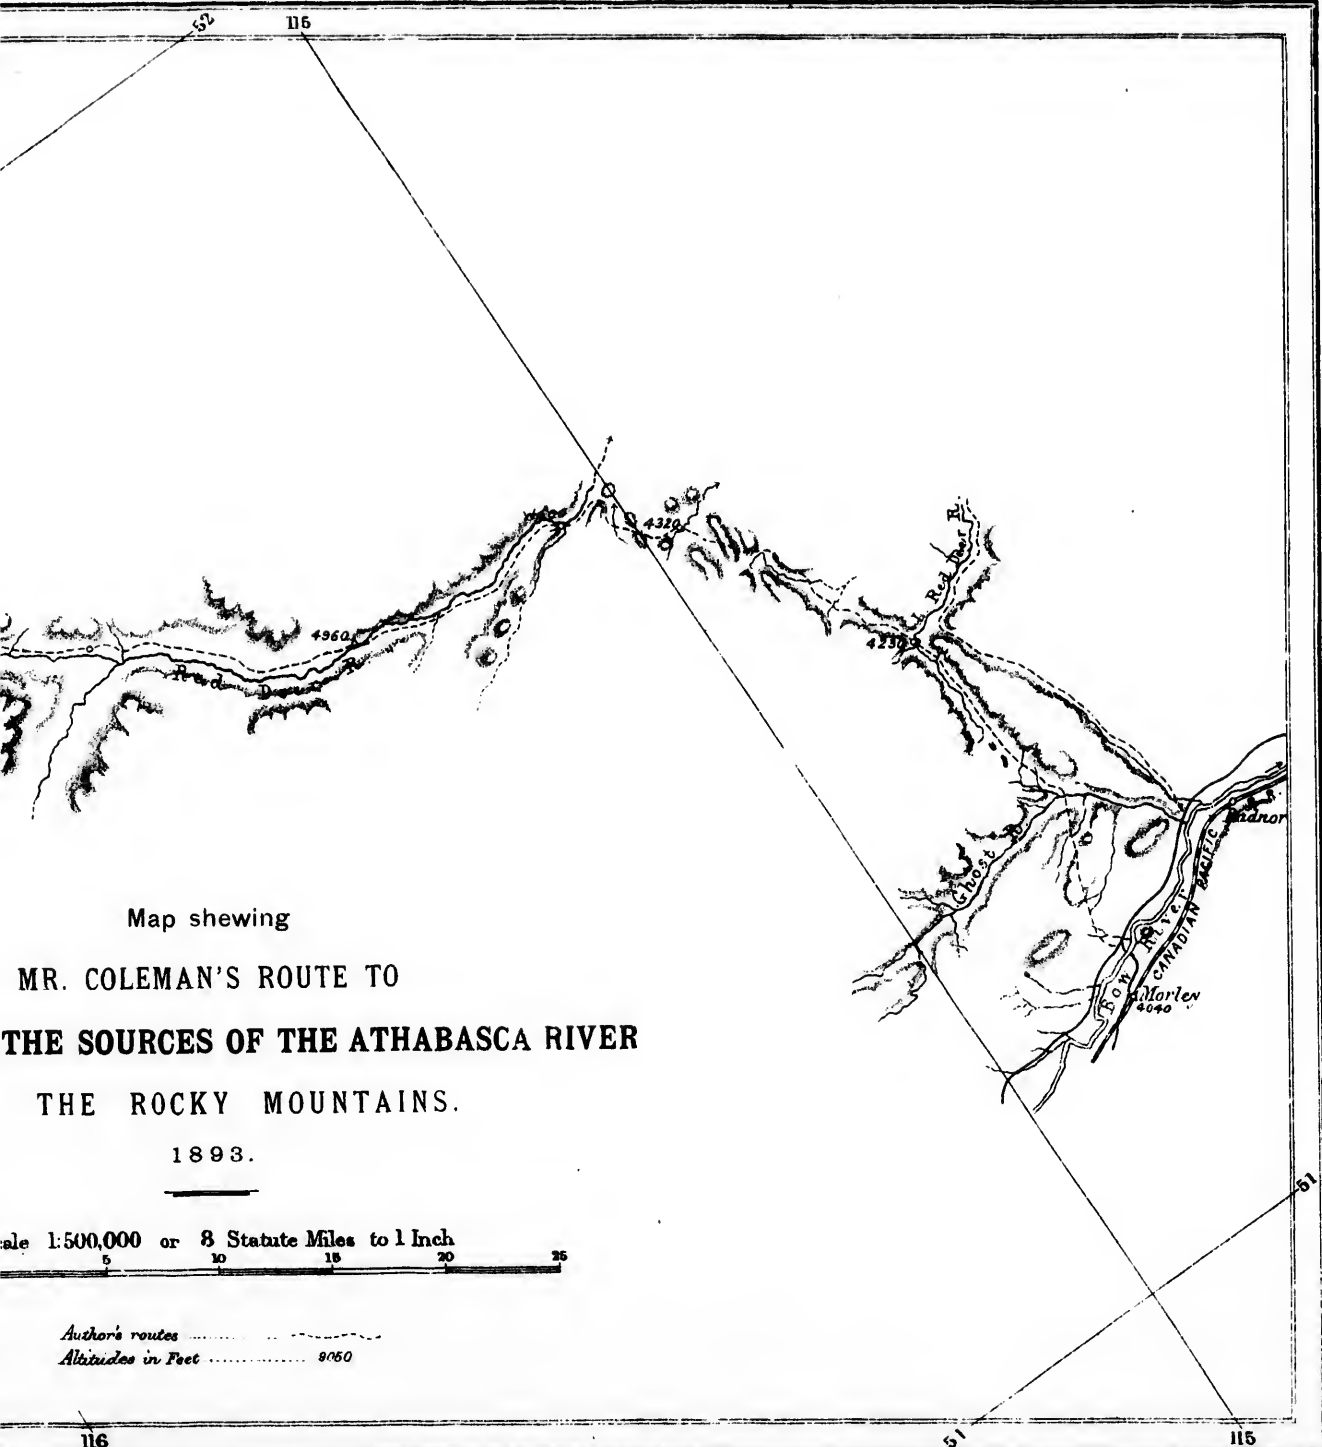 52
115
4320
L. Red Deer R.
4960
4230
Red Deer R.
Radnor
Ghost R.
Bow River
CANADIAN PACIFIC R.
Morley
4040
Map shewing
MR. COLEMAN'S ROUTE TO
THE SOURCES OF THE ATHABASCA RIVER
THE ROCKY MOUNTAINS.
1893.
cale 1:500,000 or 8 Statute Miles to 1 Inch
5 10 15 20 25
Author's routes
Altitudes in Feet 9050
51
116
51
115